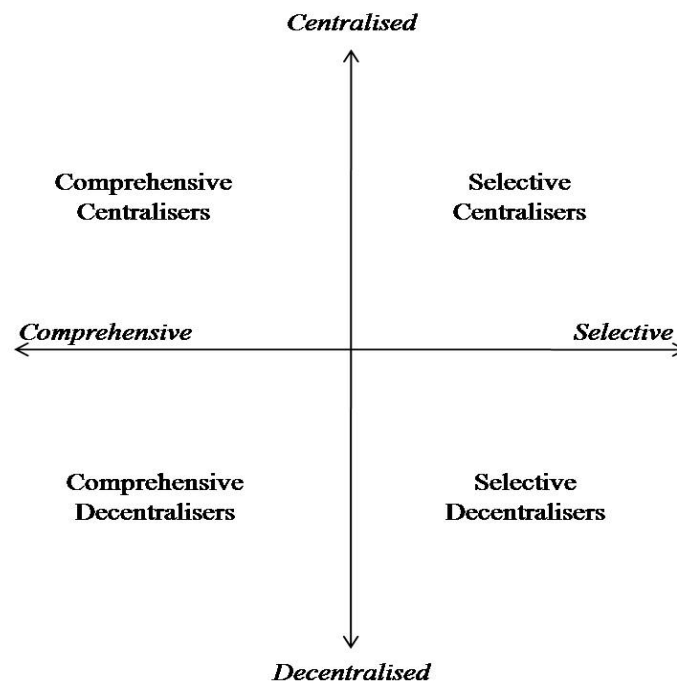 Centralised
Comprehensive
Centralisers
Selective
Centralisers
Comprehensive
Selective
Comprehensive
Decentralisers
Selective
Decentralisers
Decentralised